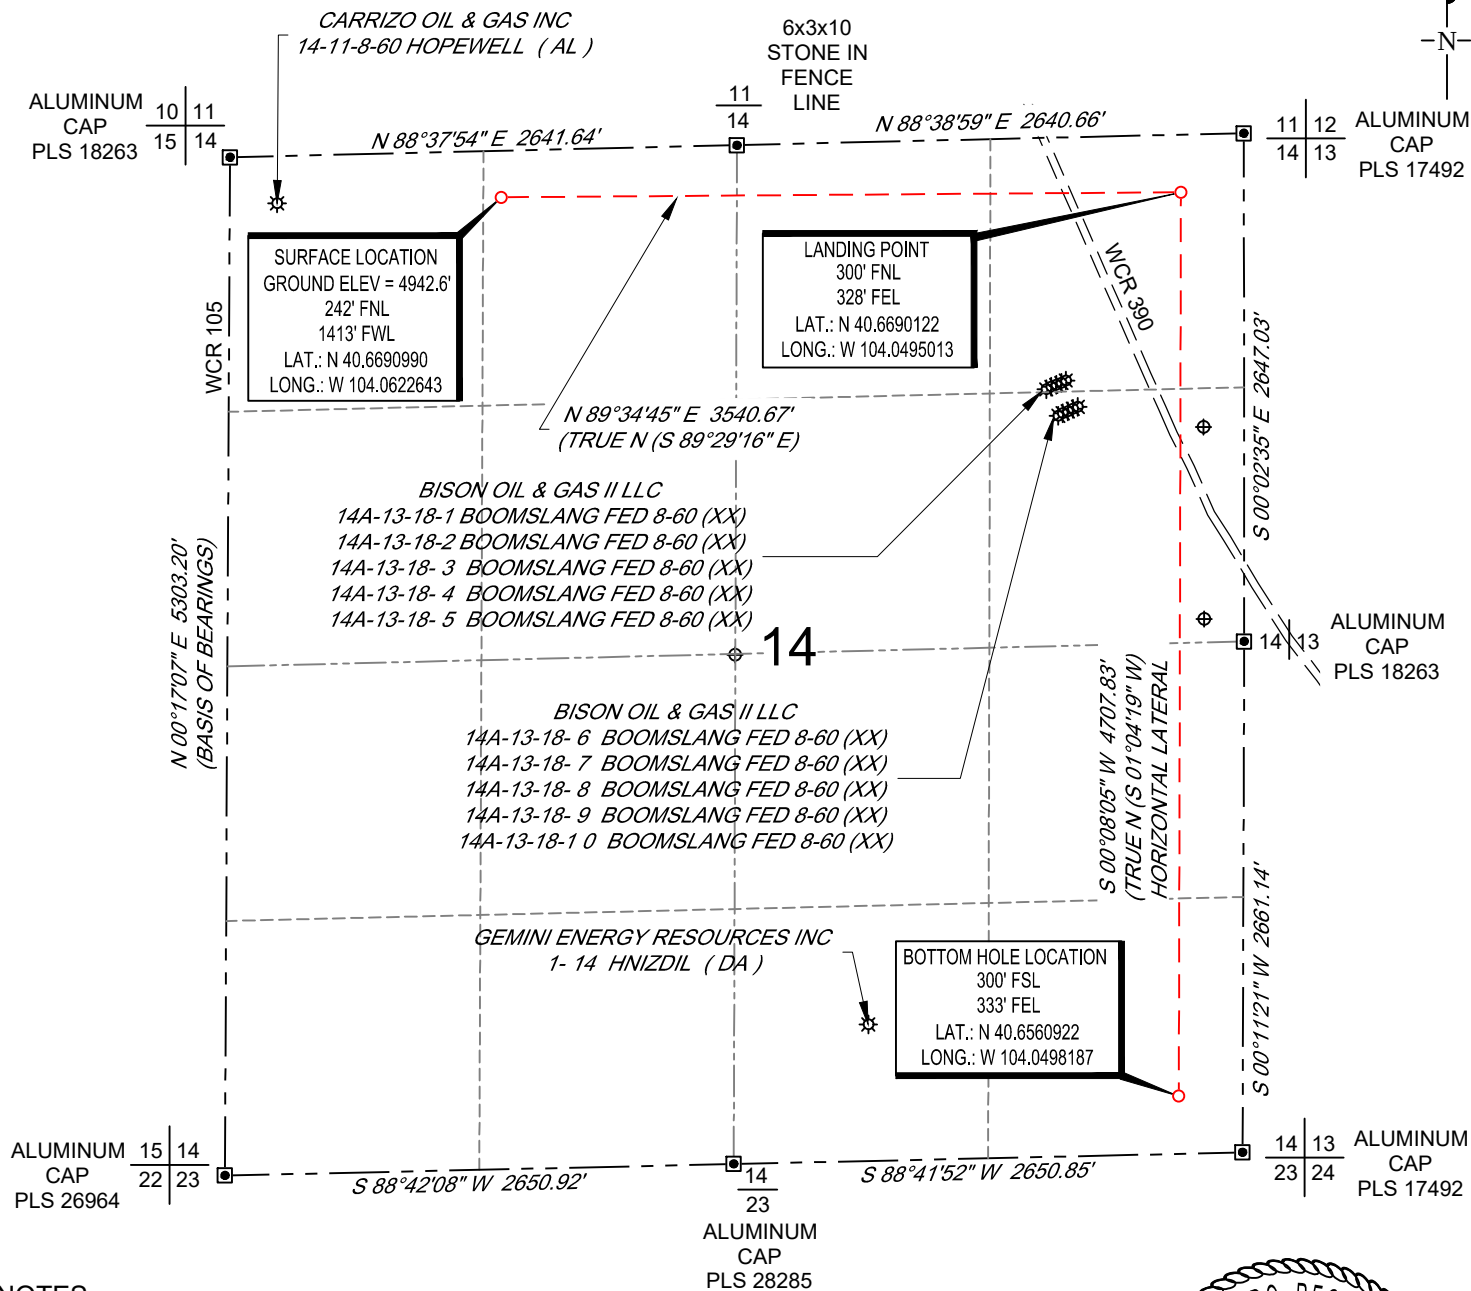 CARRIZO OIL & GAS INC
14-11-8-60 HOPEWELL ( AL )
6x3x10
STONE IN
FENCE
LINE
-N-
ALUMINUM
CAP
PLS 18263
10 11
15 14
11
14
N 88°37'54" E 2641.64'
N 88°38'59" E 2640.66'
11 12
14 13
ALUMINUM
CAP
PLS 17492
SURFACE LOCATION
GROUND ELEV = 4942.6'
242' FNL
1413' FWL
LAT.: N 40.6690990
LONG.: W 104.0622643
LANDING POINT
300' FNL
328' FEL
LAT.: N 40.6690122
LONG.: W 104.0495013
WCR 105
WCR 390
S 00°02'35" E 2647.03'
N 89°34'45" E 3540.67'
(TRUE N (S 89°29'16" E)
BISON OIL & GAS II LLC
14A-13-18-1 BOOMSLANG FED 8-60 (XX)
14A-13-18-2 BOOMSLANG FED 8-60 (XX)
14A-13-18- 3 BOOMSLANG FED 8-60 (XX)
14A-13-18- 4 BOOMSLANG FED 8-60 (XX)
14A-13-18- 5 BOOMSLANG FED 8-60 (XX)
N 00°17'07" E 5303.20'
(BASIS OF BEARINGS)
14
14 13
ALUMINUM
CAP
PLS 18263
BISON OIL & GAS II LLC
14A-13-18- 6 BOOMSLANG FED 8-60 (XX)
14A-13-18- 7 BOOMSLANG FED 8-60 (XX)
14A-13-18- 8 BOOMSLANG FED 8-60 (XX)
14A-13-18- 9 BOOMSLANG FED 8-60 (XX)
14A-13-18-1 0 BOOMSLANG FED 8-60 (XX)
S 00°08'05" W 4707.83'
(TRUE N (S 01°04'19" W)
HORIZONTAL LATERAL
GEMINI ENERGY RESOURCES INC
1- 14 HNIZDIL ( DA )
BOTTOM HOLE LOCATION
300' FSL
333' FEL
LAT.: N 40.6560922
LONG.: W 104.0498187
S 00°11'21" W 2661.14'
ALUMINUM
CAP
PLS 26964
15 14
22 23
S 88°42'08" W 2650.92'
14
23
S 88°41'52" W 2650.85'
14 13
23 24
ALUMINUM
CAP
PLS 17492
ALUMINUM
CAP
PLS 28285